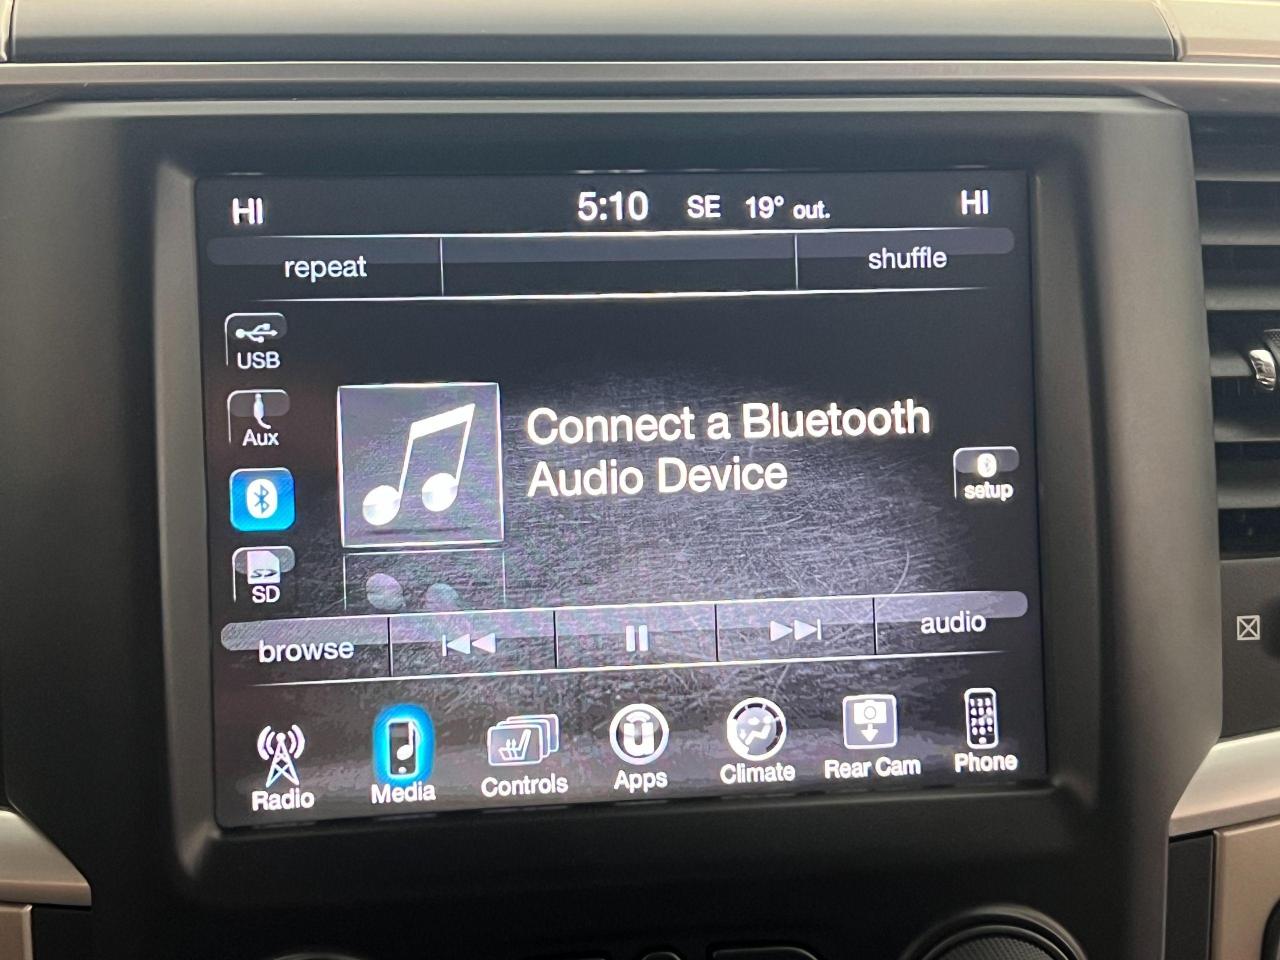 HI 5:10 SE 19° out. HI
repeat shuffle
USB
Aux
Connect a Bluetooth
Audio Device
setup
SD
browse audio
Radio Media Controls Apps Climate Rear Cam Phone